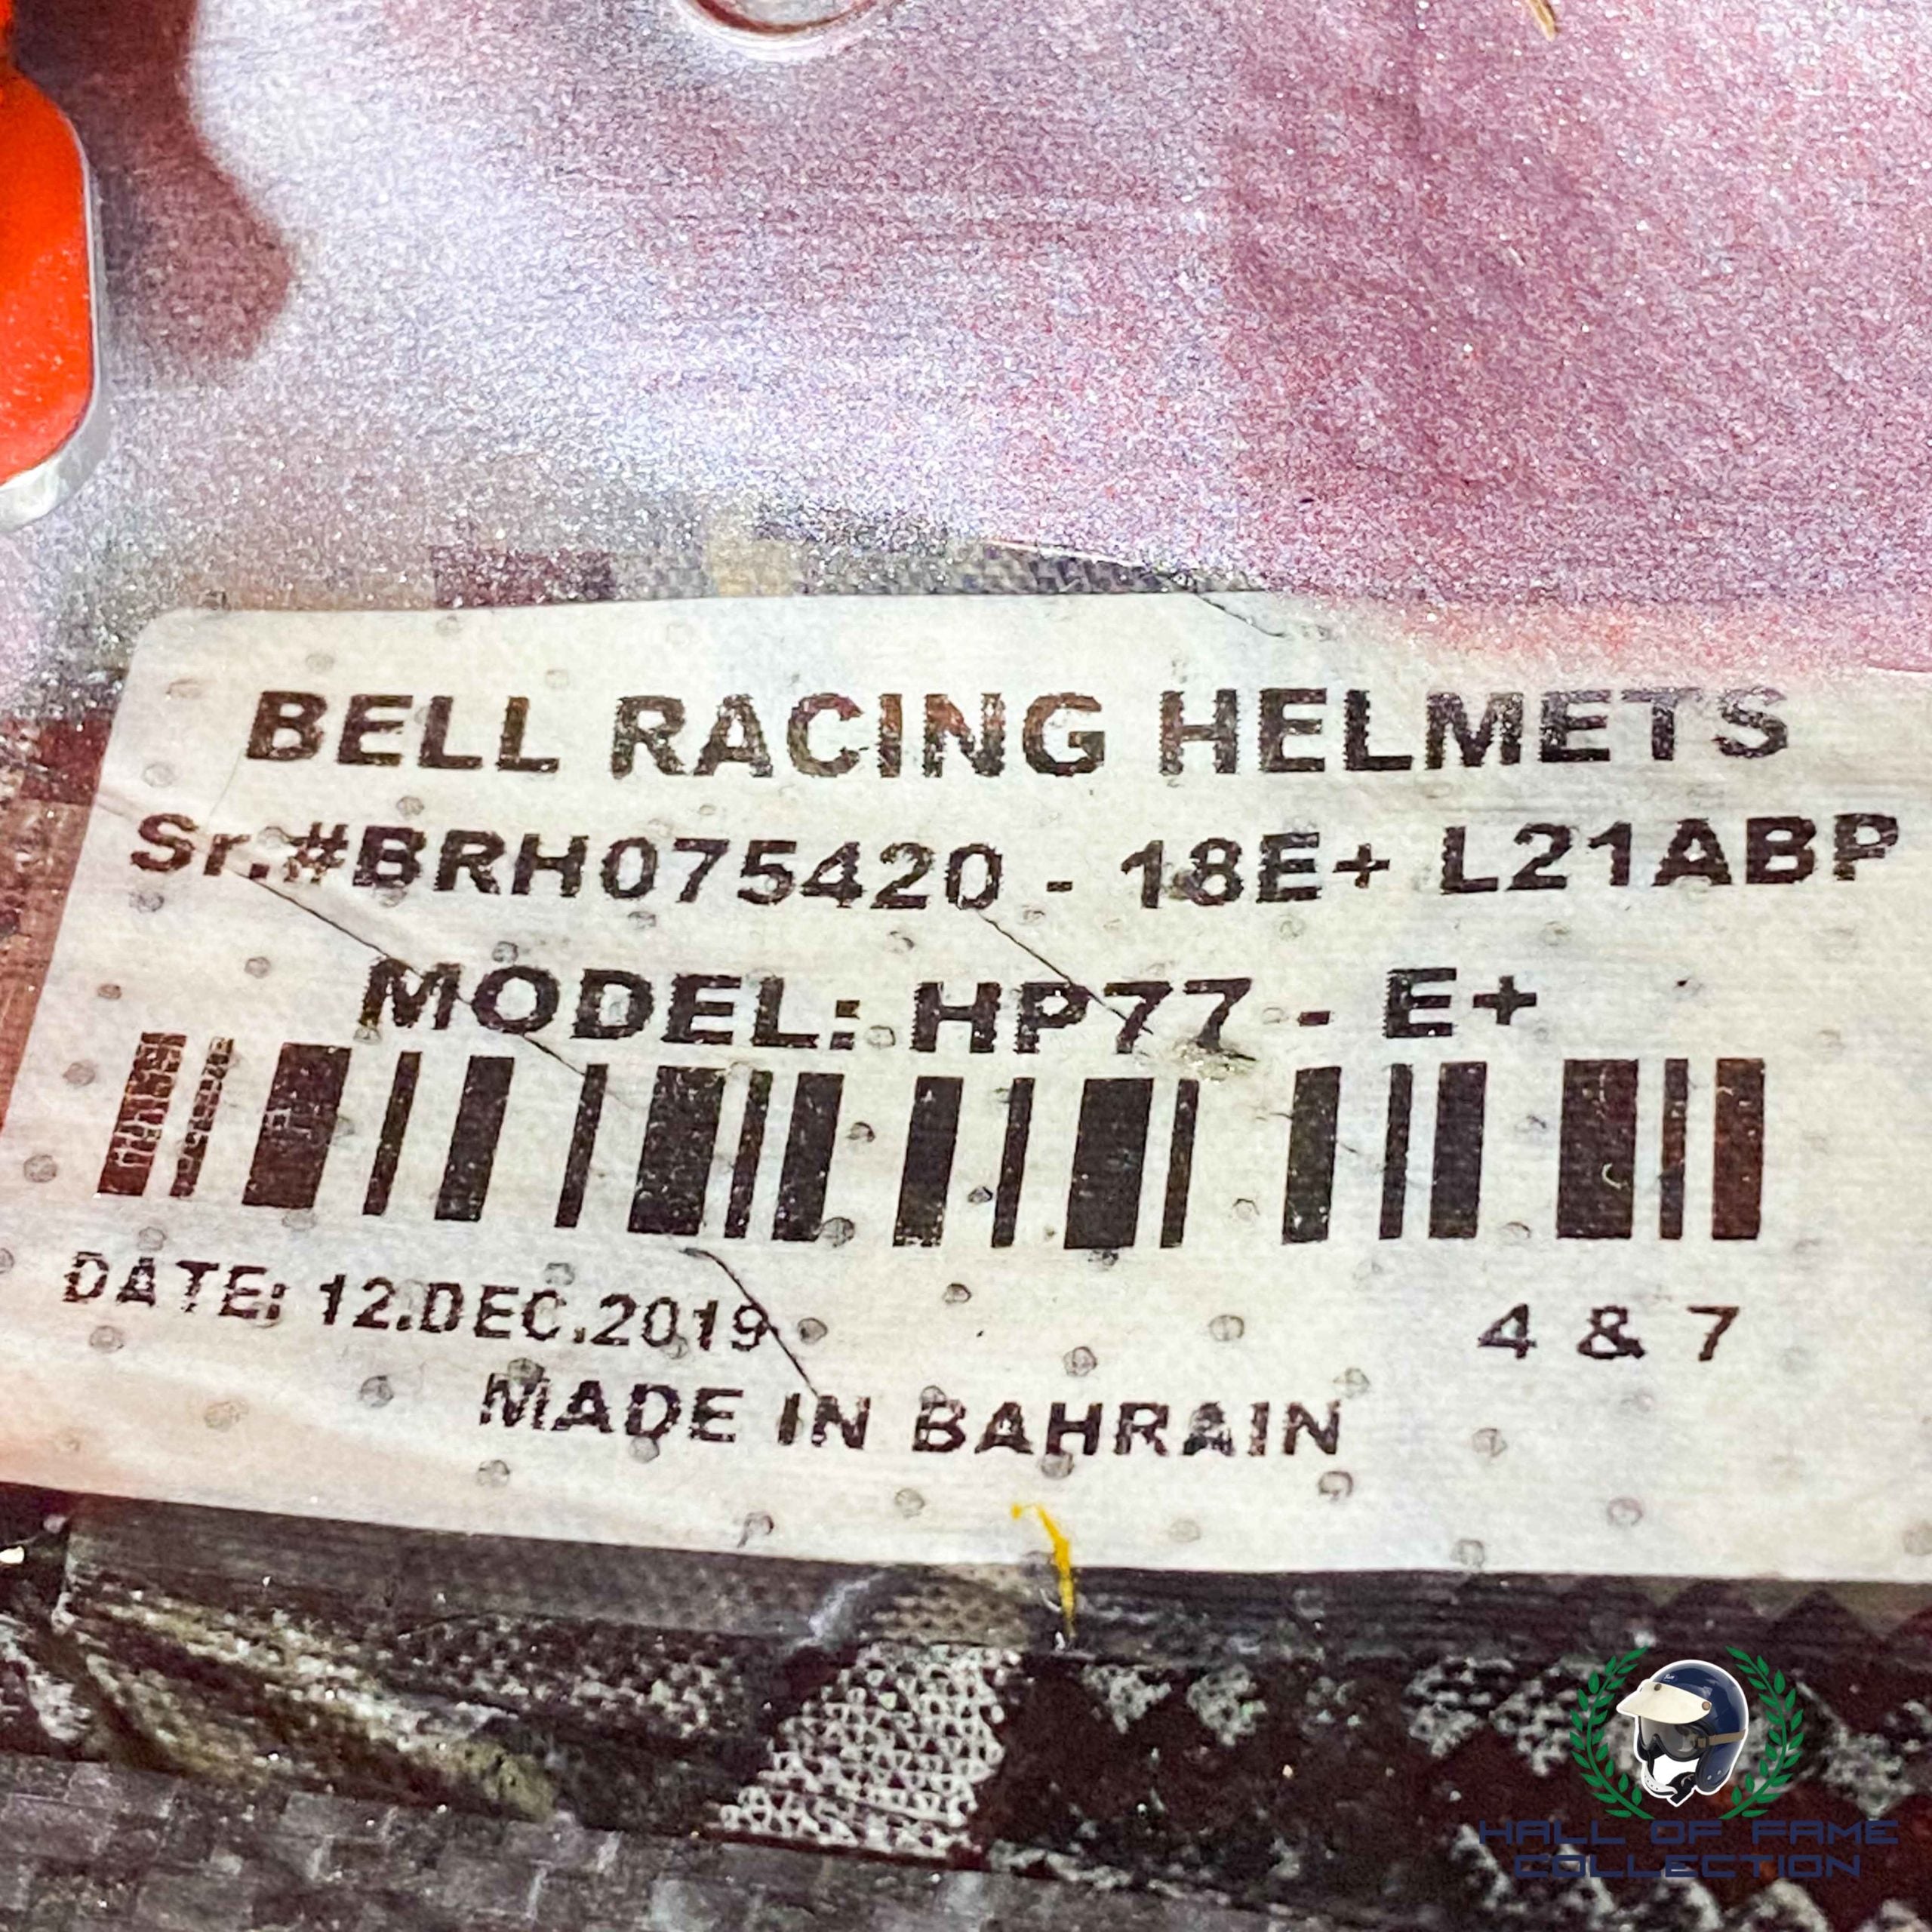 BELL RACING HELMETS
Sr.#BRH075420 - 18E+ L21ABP
MODEL: HP77 - E+
DATE: 12.DEC.2019 4 & 7
MADE IN BAHRAIN
HALL OF FAME
COLLECTION